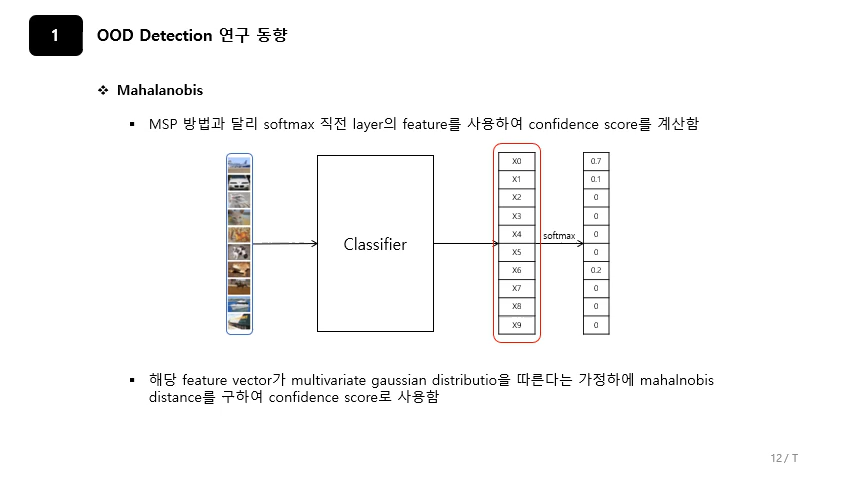 1
OOD Detection 연구 동향
❖ Mahalanobis
▪ MSP 방법과 달리 softmax 직전 layer의 feature를 사용하여 confidence score를 계산함
Classifier
X0
X1
X2
X3
X4
X5
X6
X7
X8
X9
softmax
0.7
0.1
0
0
0
0
0.2
0
0
0
▪ 해당 feature vector가 multivariate gaussian distributio을 따른다는 가정하에 mahalnobis
distance를 구하여 confidence score로 사용함
12 / T